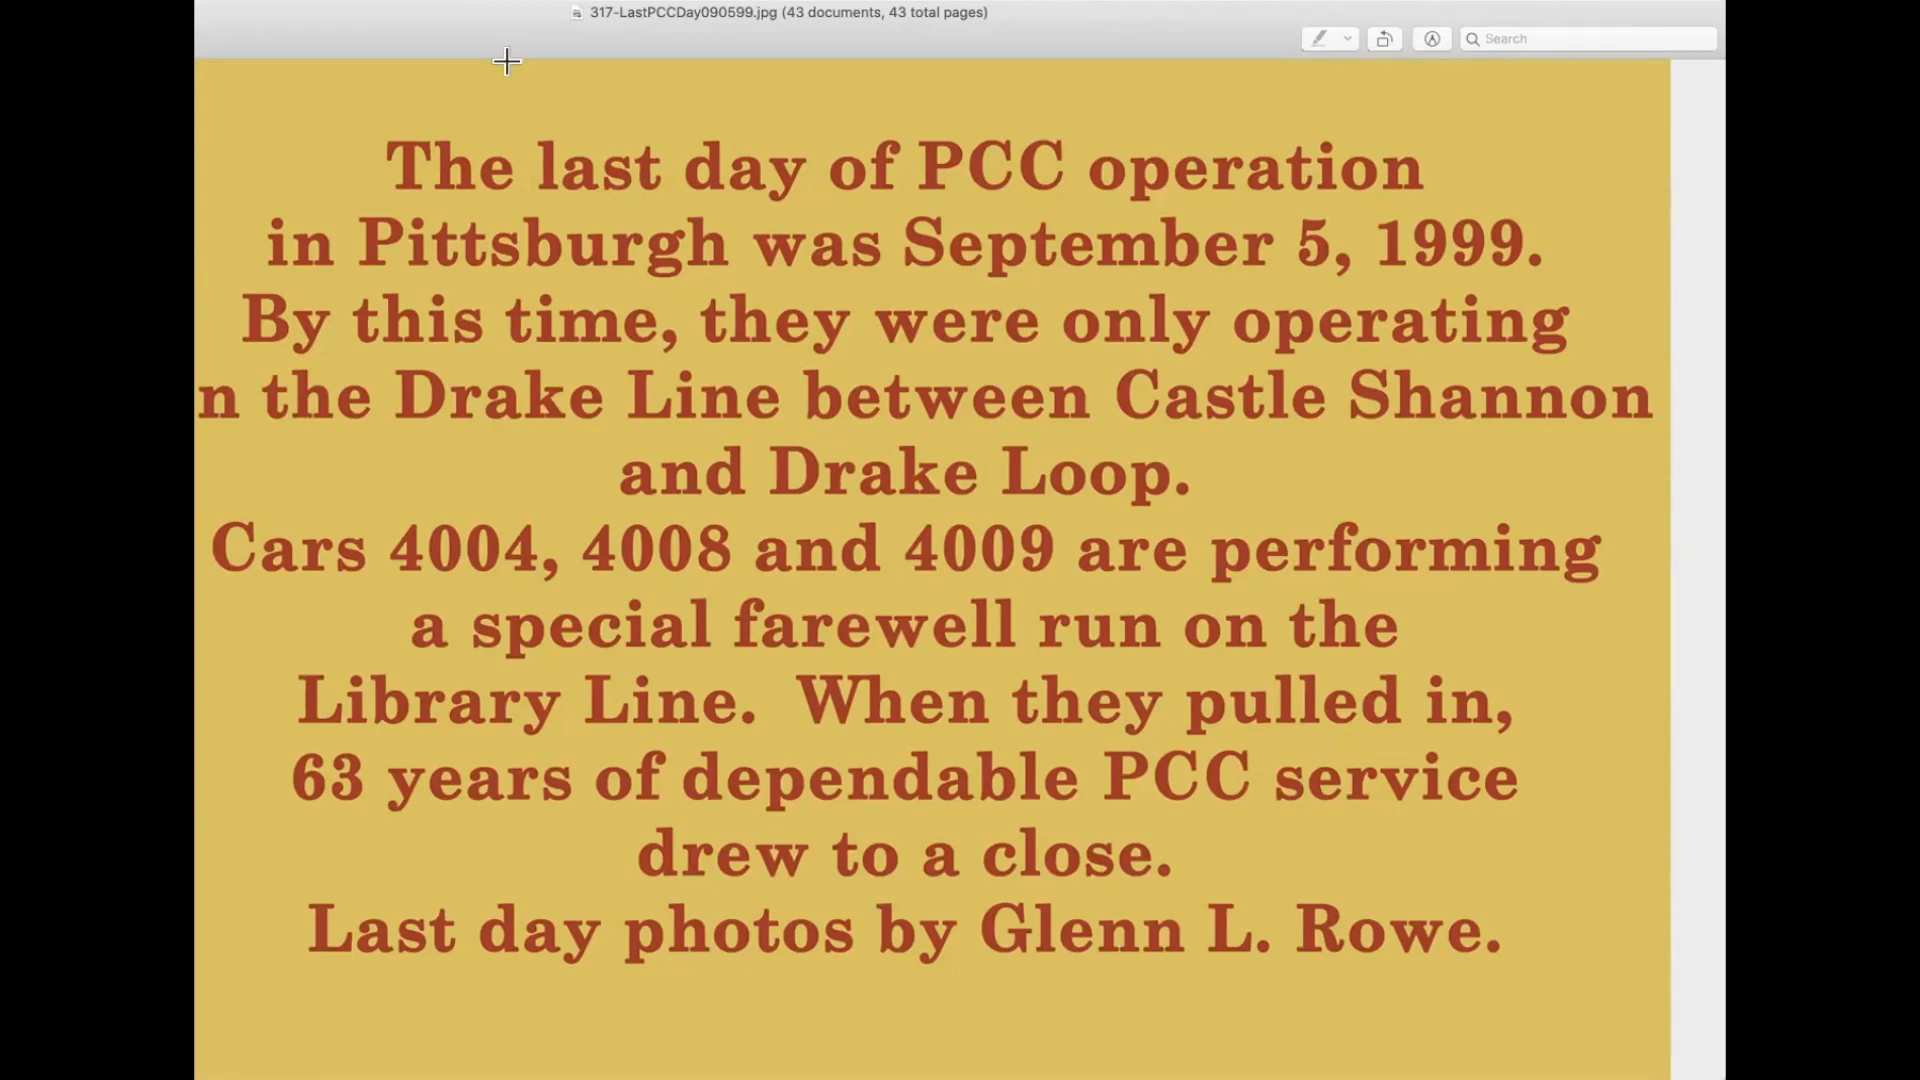 317-LastPCCDay090599.jpg (43 documents, 43 total pages)
Search
The last day of PCC operation
in Pittsburgh was September 5, 1999.
By this time, they were only operating
n the Drake Line between Castle Shannon
and Drake Loop.
Cars 4004, 4008 and 4009 are performing
a special farewell run on the
Library Line. When they pulled in,
63 years of dependable PCC service
drew to a close.
Last day photos by Glenn L. Rowe.